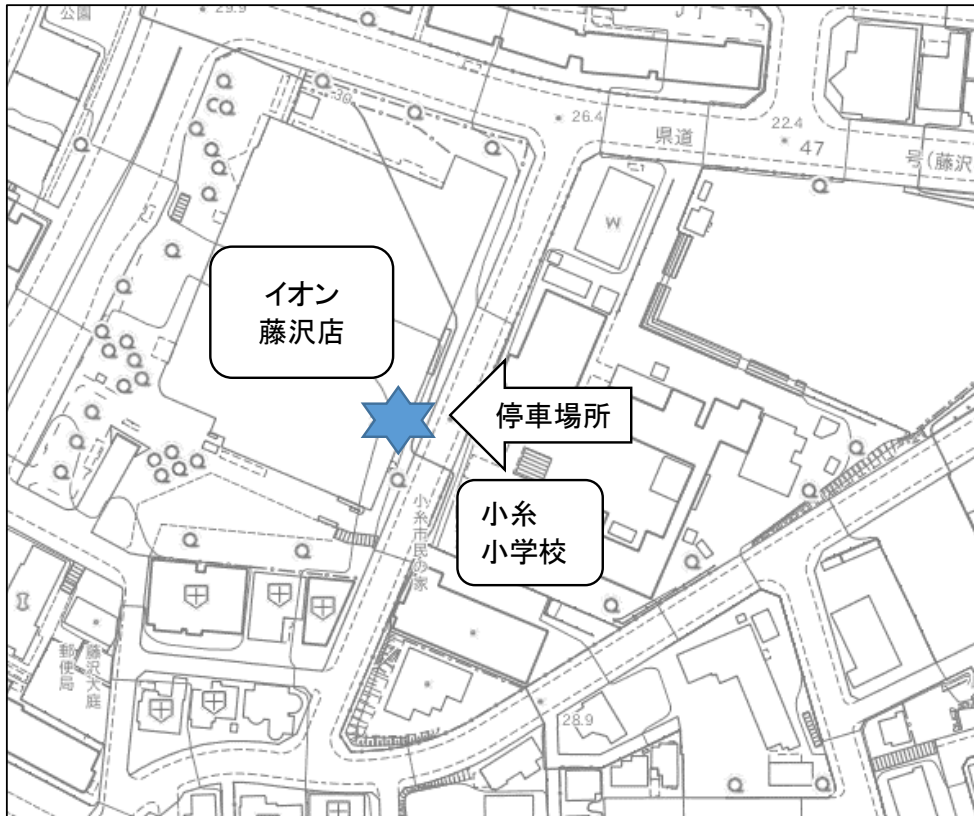 公園
29.9
30
26.4
県道
22.4
47
号(藤沢
W
イオン
藤沢店
停車場所
小糸
小学校
小糸市民の家
藤沢大庭
郵便局
28.9